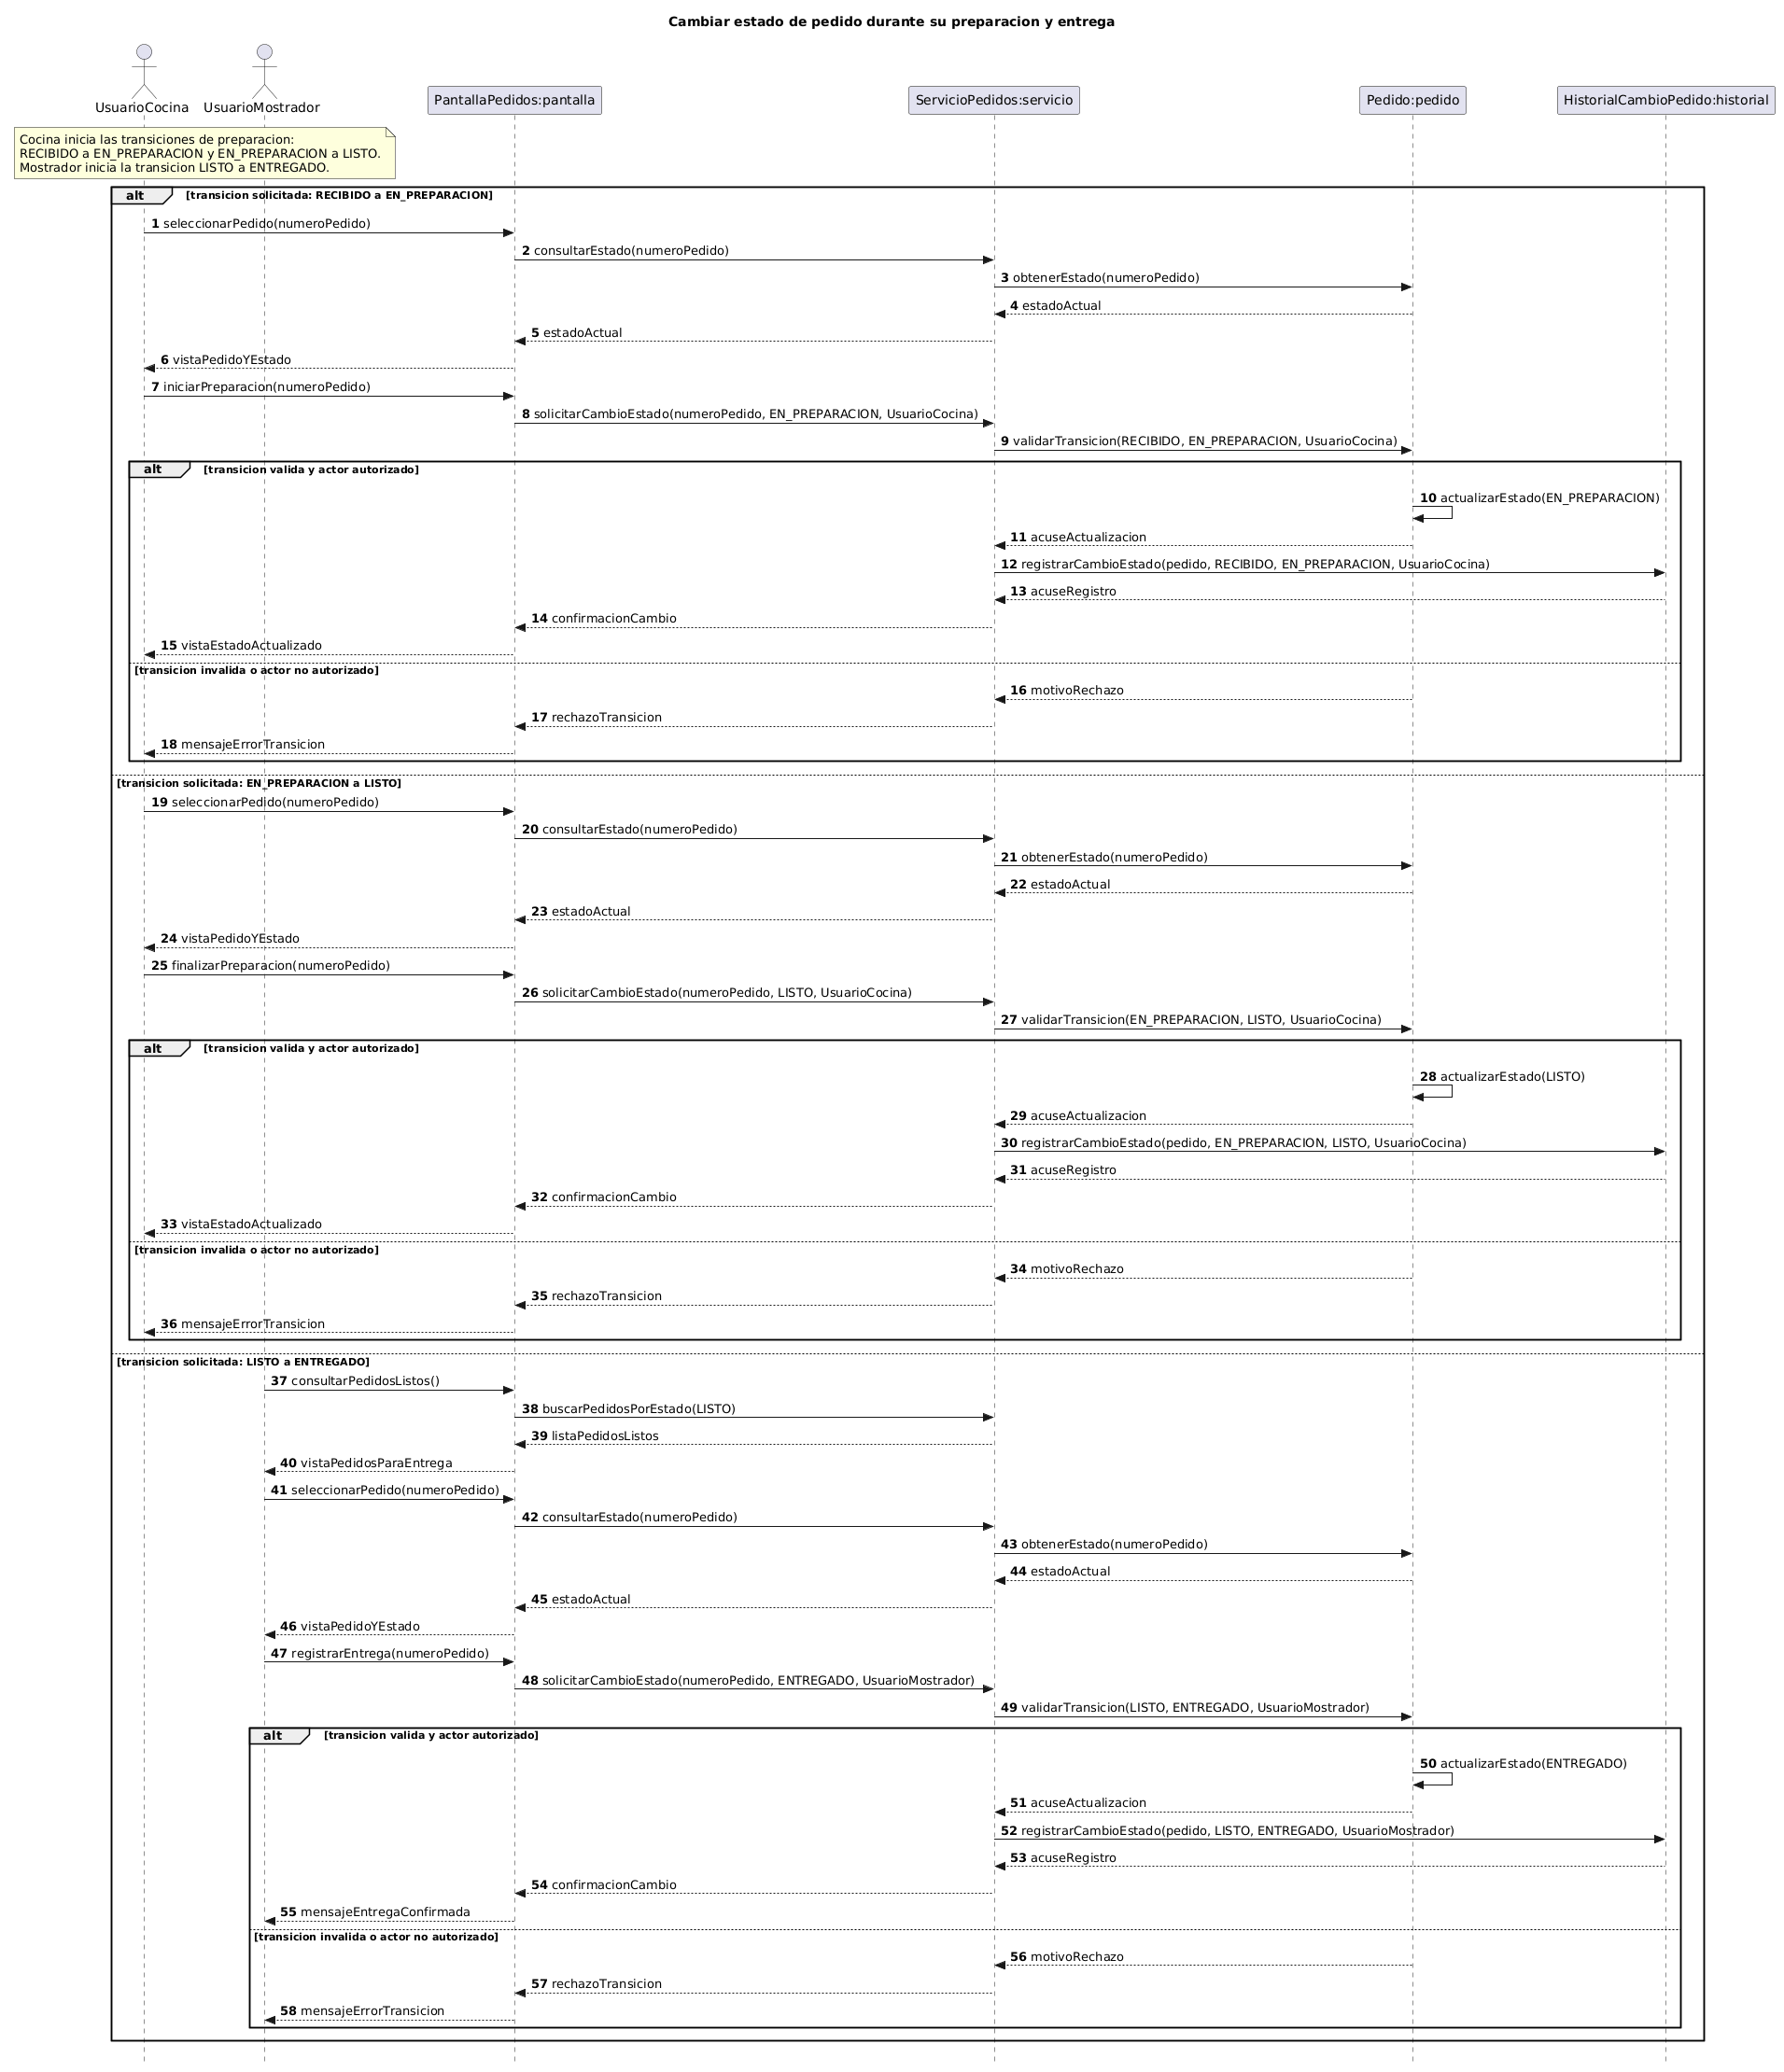 Cambiar estado de pedido durante su preparacion y entrega
UsuarioCocina
UsuarioMostrador
PantallaPedidos:pantalla
ServicioPedidos:servicio
Pedido:pedido
HistorialCambioPedido:historial
Cocina inicia las transiciones de preparacion:
RECIBIDO a EN_PREPARACION y EN_PREPARACION a LISTO.
Mostrador inicia la transicion LISTO a ENTREGADO.
alt [transicion solicitada: RECIBIDO a EN_PREPARACION]
1 seleccionarPedido(numeroPedido)
2 consultarEstado(numeroPedido)
3 obtenerEstado(numeroPedido)
4 estadoActual
5 estadoActual
6 vistaPedidoYEstado
7 iniciarPreparacion(numeroPedido)
8 solicitarCambioEstado(numeroPedido, EN_PREPARACION, UsuarioCocina)
9 validarTransicion(RECIBIDO, EN_PREPARACION, UsuarioCocina)
alt [transicion valida y actor autorizado]
10 actualizarEstado(EN_PREPARACION)
11 acuseActualizacion
12 registrarCambioEstado(pedido, RECIBIDO, EN_PREPARACION, UsuarioCocina)
13 acuseRegistro
14 confirmacionCambio
15 vistaEstadoActualizado
[transicion invalida o actor no autorizado]
16 motivoRechazo
17 rechazoTransicion
18 mensajeErrorTransicion
[transicion solicitada: EN_PREPARACION a LISTO]
19 seleccionarPedido(numeroPedido)
20 consultarEstado(numeroPedido)
21 obtenerEstado(numeroPedido)
22 estadoActual
23 estadoActual
24 vistaPedidoYEstado
25 finalizarPreparacion(numeroPedido)
26 solicitarCambioEstado(numeroPedido, LISTO, UsuarioCocina)
27 validarTransicion(EN_PREPARACION, LISTO, UsuarioCocina)
alt [transicion valida y actor autorizado]
28 actualizarEstado(LISTO)
29 acuseActualizacion
30 registrarCambioEstado(pedido, EN_PREPARACION, LISTO, UsuarioCocina)
31 acuseRegistro
32 confirmacionCambio
33 vistaEstadoActualizado
[transicion invalida o actor no autorizado]
34 motivoRechazo
35 rechazoTransicion
36 mensajeErrorTransicion
[transicion solicitada: LISTO a ENTREGADO]
37 consultarPedidosListos()
38 buscarPedidosPorEstado(LISTO)
39 listaPedidosListos
40 vistaPedidosParaEntrega
41 seleccionarPedido(numeroPedido)
42 consultarEstado(numeroPedido)
43 obtenerEstado(numeroPedido)
44 estadoActual
45 estadoActual
46 vistaPedidoYEstado
47 registrarEntrega(numeroPedido)
48 solicitarCambioEstado(numeroPedido, ENTREGADO, UsuarioMostrador)
49 validarTransicion(LISTO, ENTREGADO, UsuarioMostrador)
alt [transicion valida y actor autorizado]
50 actualizarEstado(ENTREGADO)
51 acuseActualizacion
52 registrarCambioEstado(pedido, LISTO, ENTREGADO, UsuarioMostrador)
53 acuseRegistro
54 confirmacionCambio
55 mensajeEntregaConfirmada
[transicion invalida o actor no autorizado]
56 motivoRechazo
57 rechazoTransicion
58 mensajeErrorTransicion